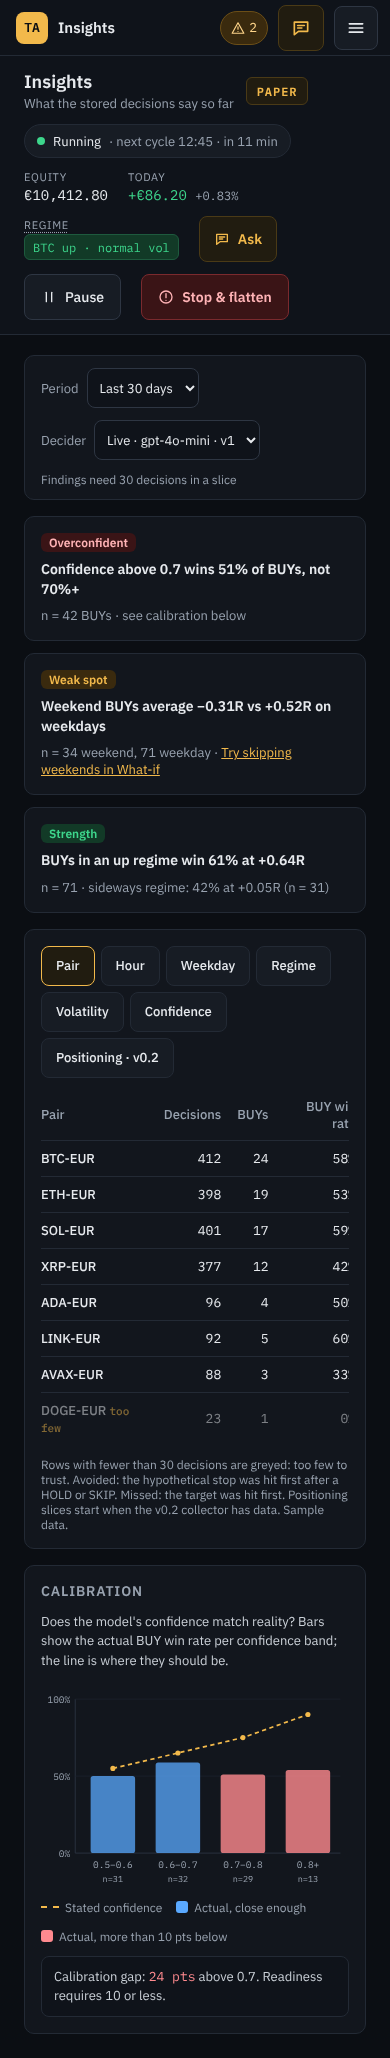 TA Insights 2
Insights
What the stored decisions say so far PAPER
Running · next cycle 12:45 · in 11 min
EQUITY TODAY
€10,412.80 +€86.20 +0.83%
REGIME
BTC up · normal vol Ask
Pause Stop & flatten
Period Last 30 days
Decider Live · gpt-4o-mini · v1
Findings need 30 decisions in a slice
Overconfident
Confidence above 0.7 wins 51% of BUYs, not
70%+
n = 42 BUYs · see calibration below
Weak spot
Weekend BUYs average −0.31R vs +0.52R on
weekdays
n = 34 weekend, 71 weekday · Try skipping
weekends in What-if
Strength
BUYs in an up regime win 61% at +0.64R
n = 71 · sideways regime: 42% at +0.05R (n = 31)
Pair Hour Weekday Regime
Volatility Confidence
Positioning · v0.2
Pair Decisions BUYs BUY wi
rat
BTC-EUR 412 24 58
ETH-EUR 398 19 53
SOL-EUR 401 17 59
XRP-EUR 377 12 42
ADA-EUR 96 4 50
LINK-EUR 92 5 60
AVAX-EUR 88 3 33
DOGE-EUR too
few 23 1 0
Rows with fewer than 30 decisions are greyed: too few to
trust. Avoided: the hypothetical stop was hit first after a
HOLD or SKIP. Missed: the target was hit first. Positioning
slices start when the v0.2 collector has data. Sample
data.
CALIBRATION
Does the model's confidence match reality? Bars
show the actual BUY win rate per confidence band;
the line is where they should be.
100%
50%
0%
0.5–0.6 0.6–0.7 0.7–0.8 0.8+
n=31 n=32 n=29 n=13
Stated confidence Actual, close enough
Actual, more than 10 pts below
Calibration gap: 24 pts above 0.7. Readiness
requires 10 or less.